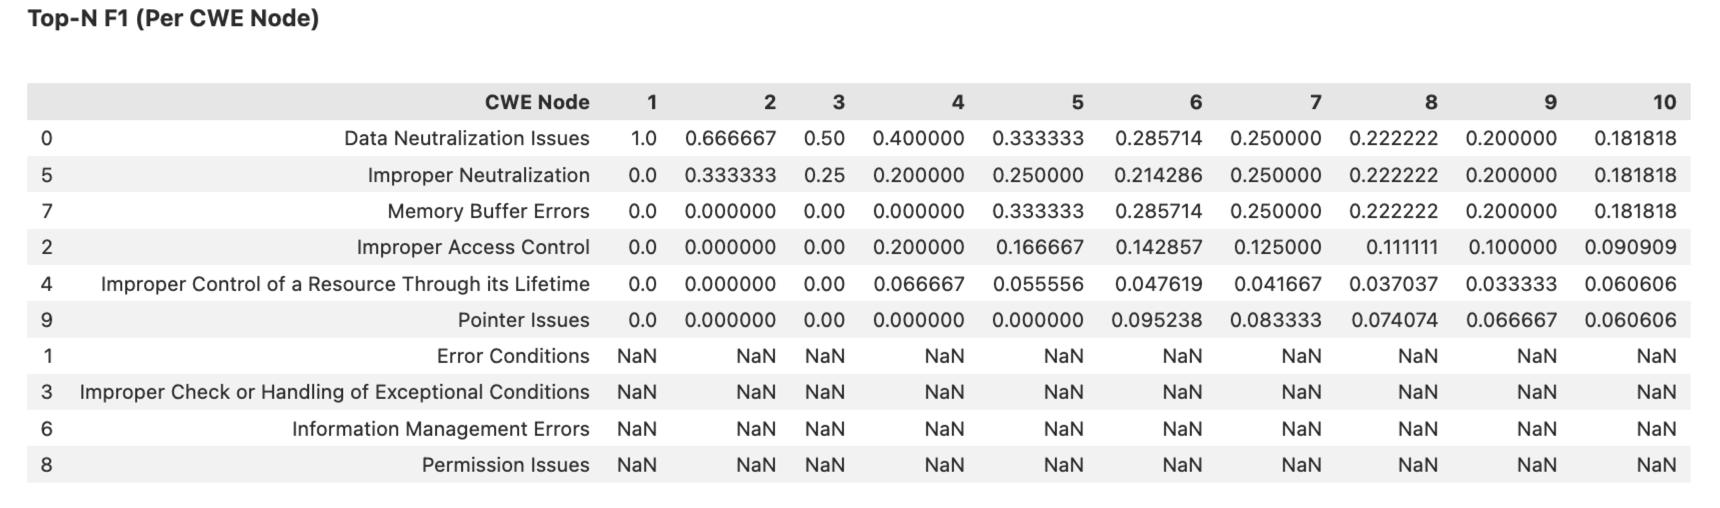 Top-N F1 (Per CWE Node)
CWE Node 1 2 3 4 5 6 7 8 9 10
0 Data Neutralization Issues 1.0 0.666667 0.50 0.400000 0.333333 0.285714 0.250000 0.222222 0.200000 0.181818
5 Improper Neutralization 0.0 0.333333 0.25 0.200000 0.250000 0.214286 0.250000 0.222222 0.200000 0.181818
7 Memory Buffer Errors 0.0 0.000000 0.00 0.000000 0.333333 0.285714 0.250000 0.222222 0.200000 0.181818
2 Improper Access Control 0.0 0.000000 0.00 0.200000 0.166667 0.142857 0.125000 0.111111 0.100000 0.090909
4 Improper Control of a Resource Through its Lifetime 0.0 0.000000 0.00 0.066667 0.055556 0.047619 0.041667 0.037037 0.033333 0.060606
9 Pointer Issues 0.0 0.000000 0.00 0.000000 0.000000 0.095238 0.083333 0.074074 0.066667 0.060606
1 Error Conditions NaN NaN NaN NaN NaN NaN NaN NaN NaN NaN
3 Improper Check or Handling of Exceptional Conditions NaN NaN NaN NaN NaN NaN NaN NaN NaN NaN
6 Information Management Errors NaN NaN NaN NaN NaN NaN NaN NaN NaN NaN
8 Permission Issues NaN NaN NaN NaN NaN NaN NaN NaN NaN NaN